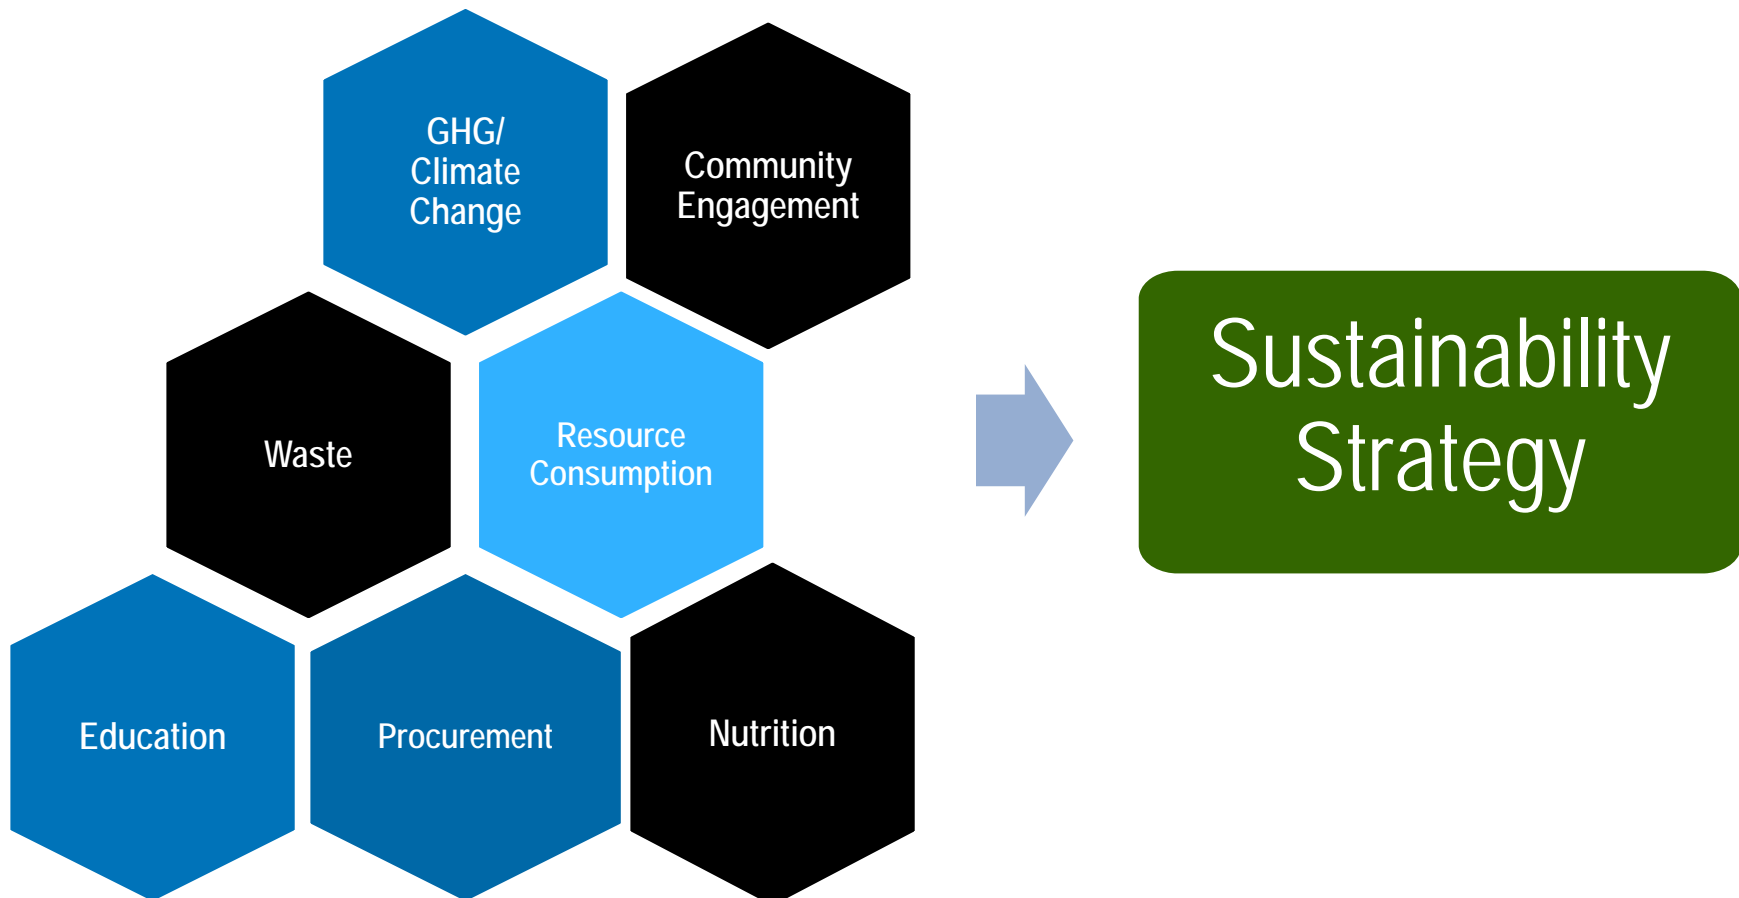 GHG/
Climate
Change
Community
Engagement
Waste
Resource
Consumption
Education
Procurement
Nutrition
Sustainability
Strategy